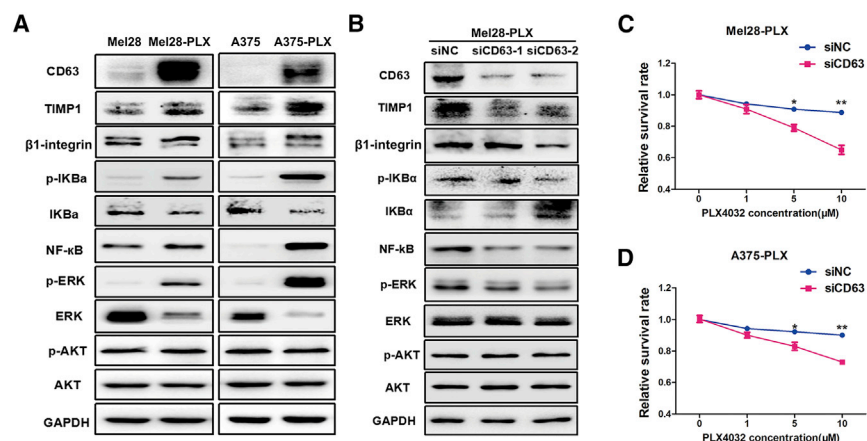 A
Mel28 Mel28-PLX A375 A375-PLX
CD63
TIMP1
β1-integrin
p-IKBa
IKBa
NF-κB
p-ERK
ERK
p-AKT
AKT
GAPDH
B
Mel28-PLX
siNC siCD63-1 siCD63-2
CD63
TIMP1
β1-integrin
p-IKBα
IKBα
NF-kB
p-ERK
ERK
p-AKT
AKT
GAPDH
C
Mel28-PLX
siNC
siCD63
Relative survival rate
1.4
1.2
1.0
0.8
0.6
0.4
* **
0 1 5 10
PLX4032 concentration(μM)
D
A375-PLX
siNC
siCD63
Relative survival rate
1.4
1.2
1.0
0.8
0.6
0.4
* **
0 1 5 10
PLX4032 concentration(μM)